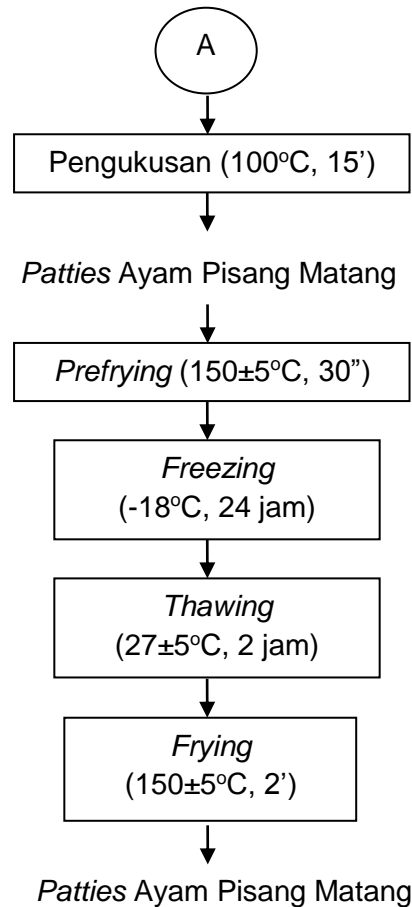 A
Pengukusan (100°C, 15’)
Patties Ayam Pisang Matang
Prefrying (150±5°C, 30”)
Freezing
(-18°C, 24 jam)
Thawing
(27±5°C, 2 jam)
Frying
(150±5°C, 2’)
Patties Ayam Pisang Matang